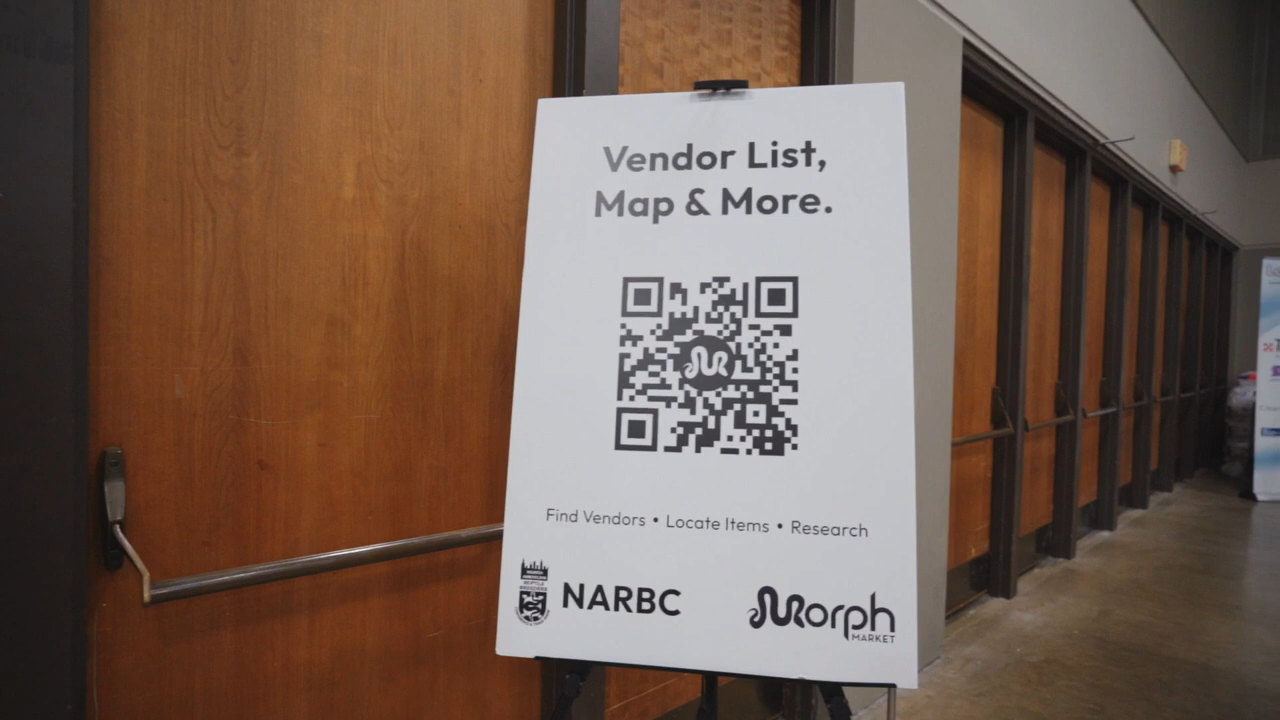 Vendor List,
Map & More.
Find Vendors • Locate Items • Research
NARBC
Morph
MARKET